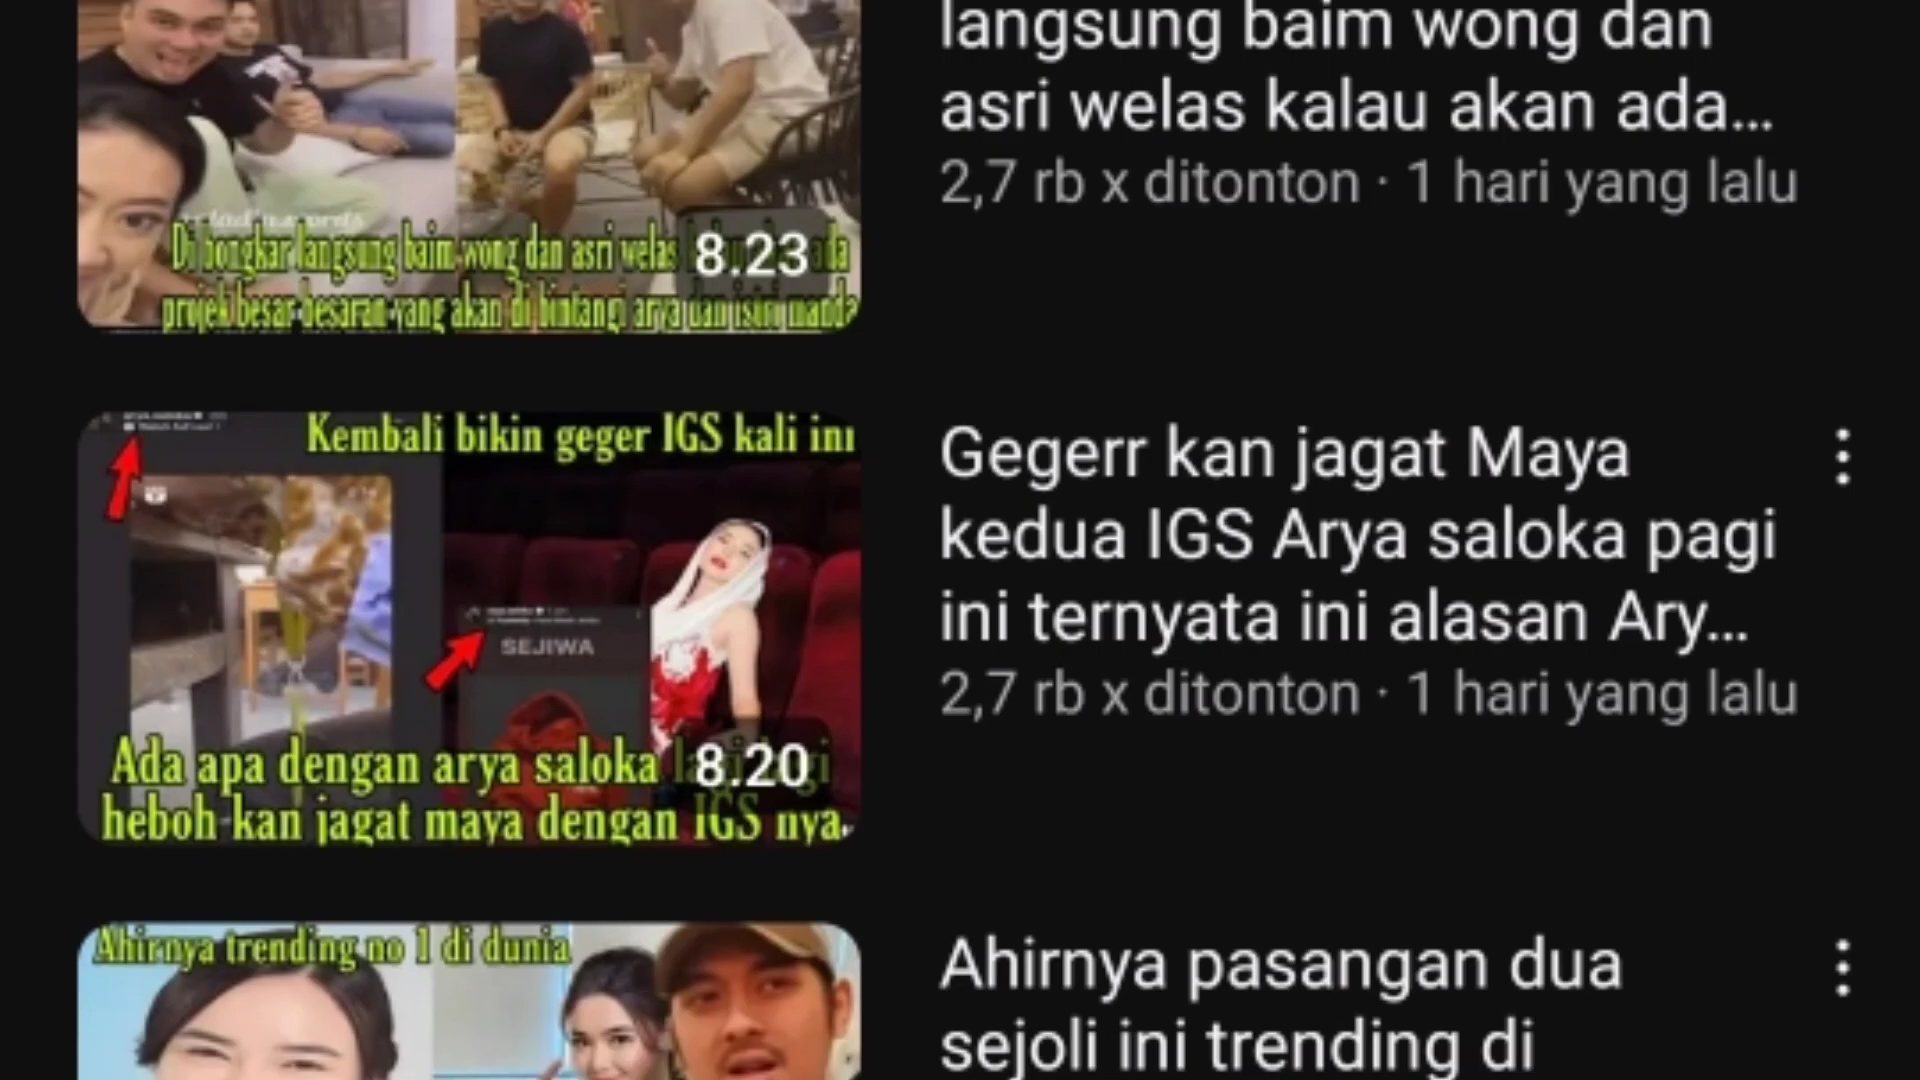 langsung baim wong dan
asri welas kalau akan ada...
2,7 rb x ditonton · 1 hari yang lalu
Di bongkar langsung baim wong dan asri welas ada
8.23
projek besar besaran yang akan di bintangi arya dan istri manda
Kembali bikin geger IGS kali ini
SEJIWA
Ada apa dengan arya saloka
8.20
heboh kan jagat maya dengan IGS nya
Gegerr kan jagat Maya
kedua IGS Arya saloka pagi
ini ternyata ini alasan Ary...
2,7 rb x ditonton · 1 hari yang lalu
Ahirnya trending no 1 di dunia
Ahirnya pasangan dua
sejoli ini trending di